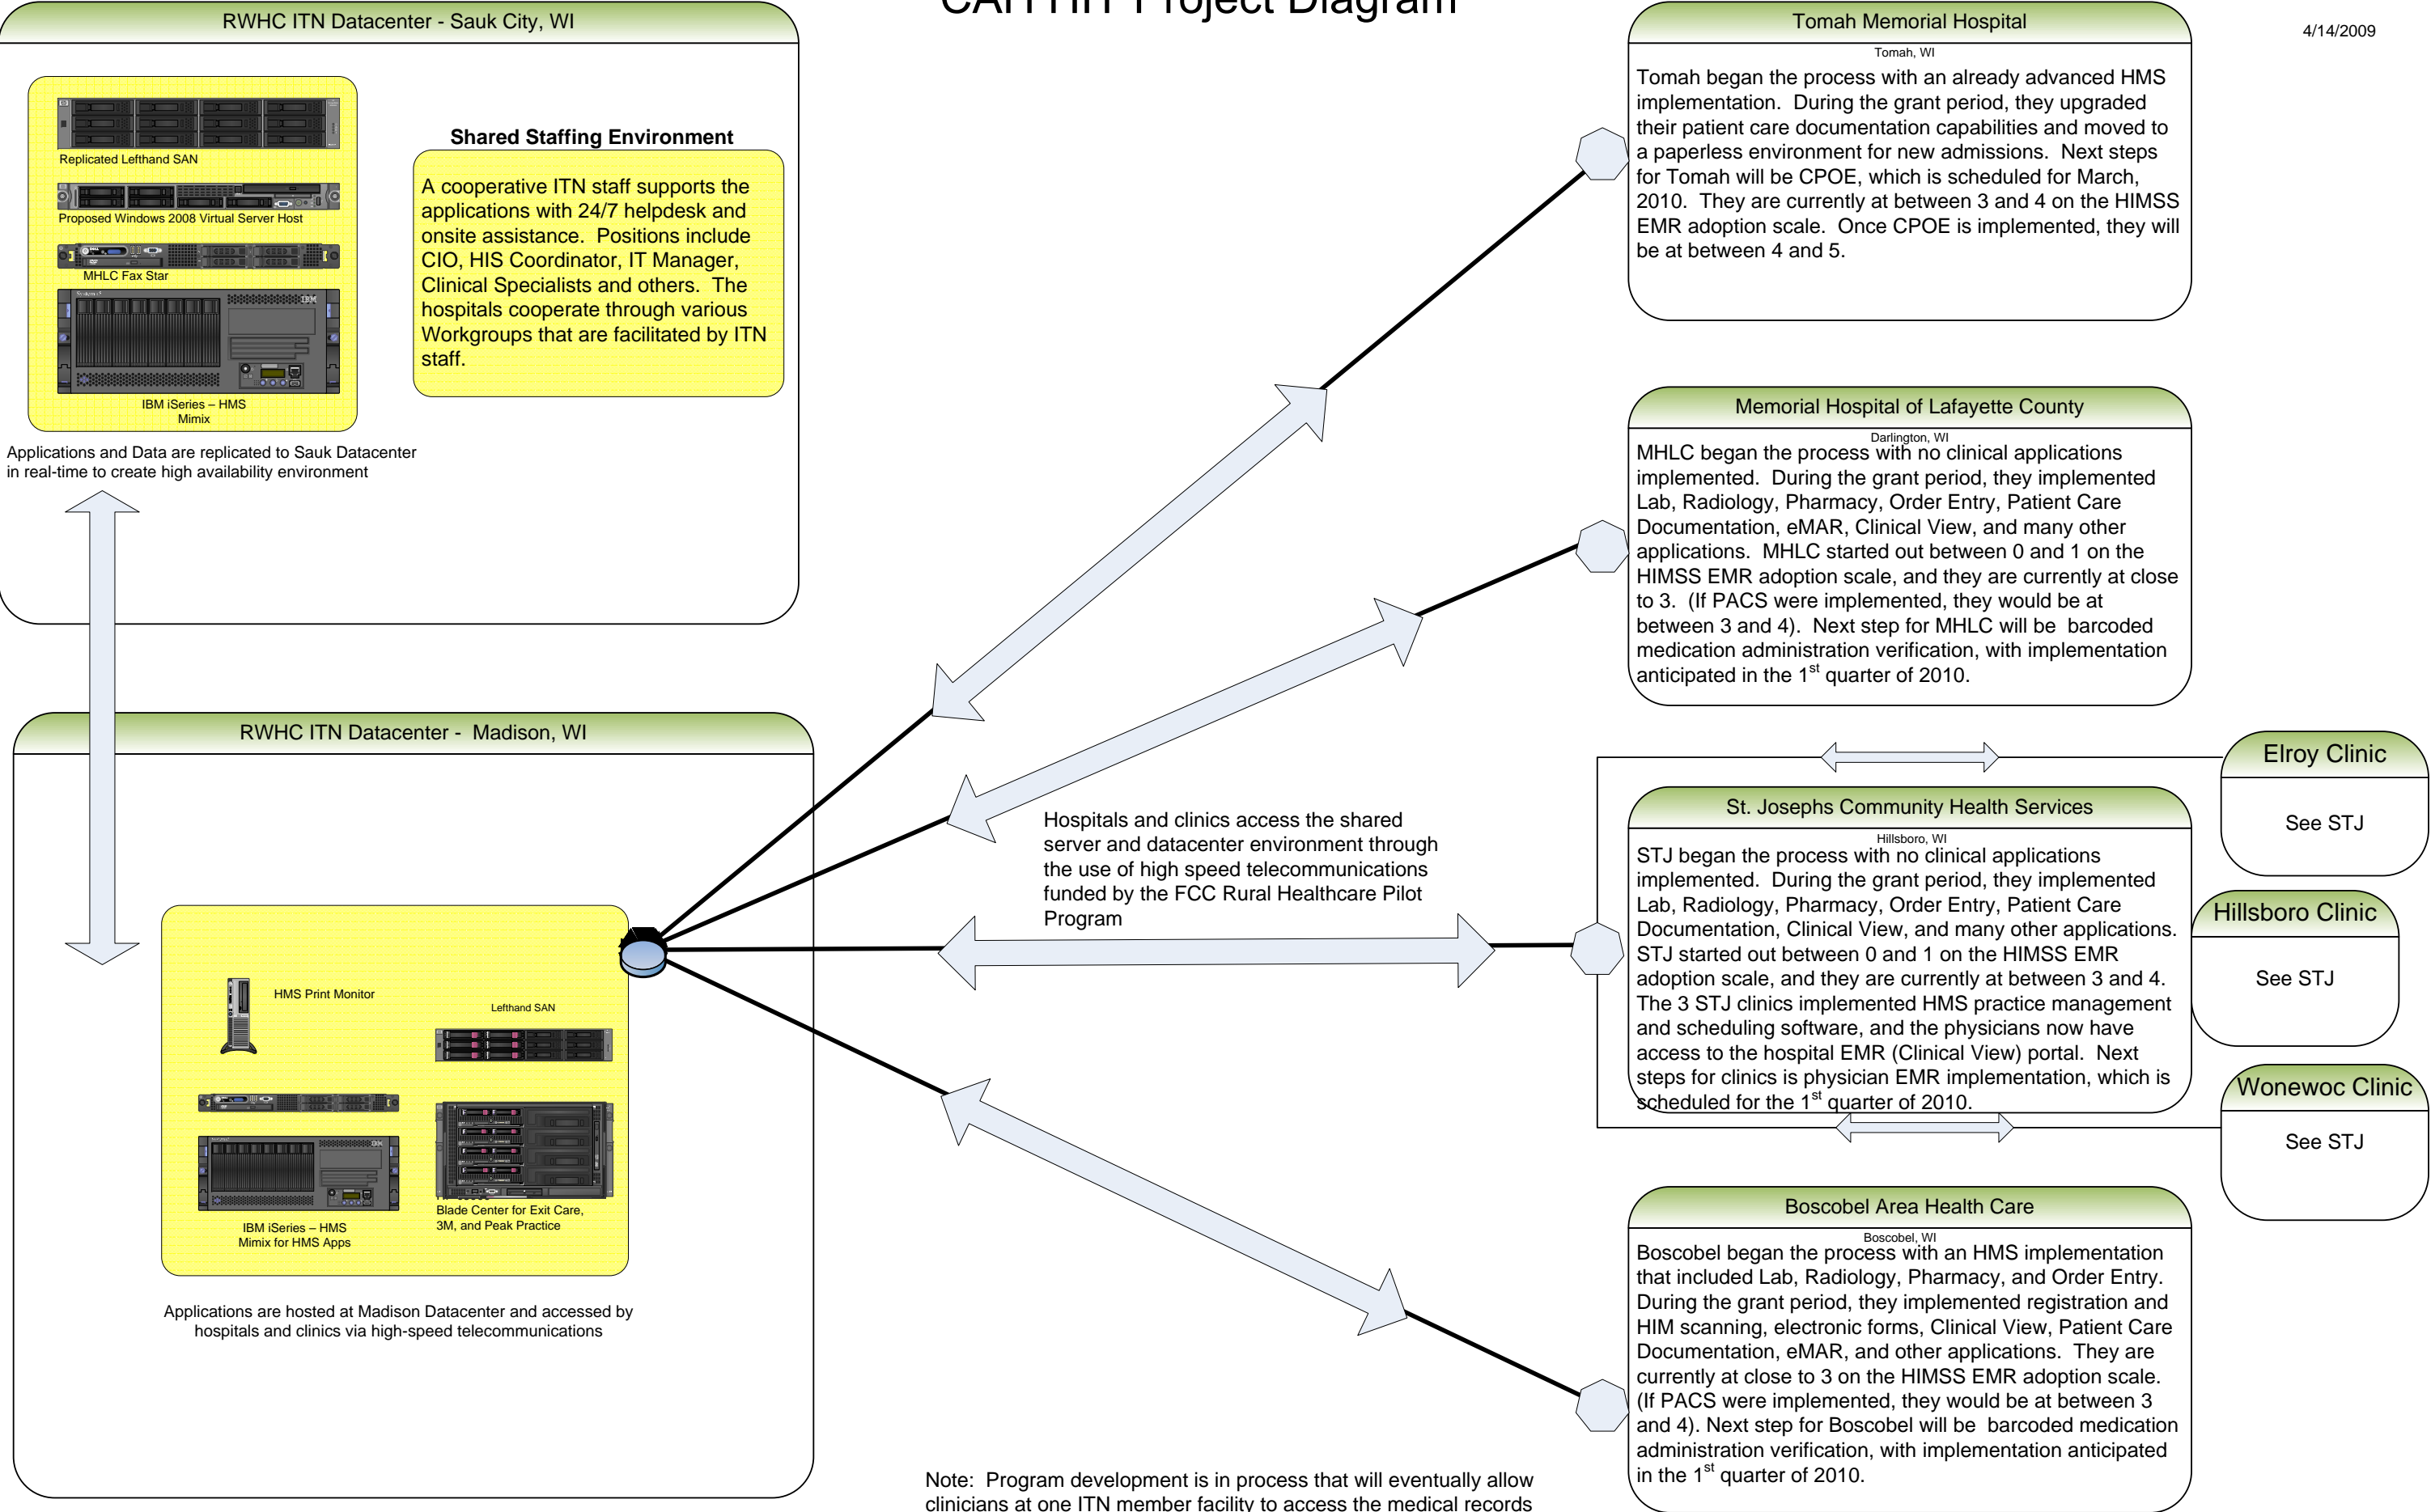 CAH HIT Project Diagram
4/14/2009
RWHC ITN Datacenter - Sauk City, WI
Replicated Lefthand SAN
Proposed Windows 2008 Virtual Server Host
MHLC Fax Star
IBM iSeries – HMS
Mimix
Shared Staffing Environment
A cooperative ITN staff supports the
applications with 24/7 helpdesk and
onsite assistance. Positions include
CIO, HIS Coordinator, IT Manager,
Clinical Specialists and others. The
hospitals cooperate through various
Workgroups that are facilitated by ITN
staff.
Applications and Data are replicated to Sauk Datacenter
in real-time to create high availability environment
RWHC ITN Datacenter - Madison, WI
HMS Print Monitor
Lefthand SAN
IBM iSeries – HMS
Mimix for HMS Apps
Blade Center for Exit Care,
3M, and Peak Practice
Applications are hosted at Madison Datacenter and accessed by
hospitals and clinics via high-speed telecommunications
Hospitals and clinics access the shared
server and datacenter environment through
the use of high speed telecommunications
funded by the FCC Rural Healthcare Pilot
Program
Note: Program development is in process that will eventually allow
clinicians at one ITN member facility to access the medical records
Tomah Memorial Hospital
Tomah, WI
Tomah began the process with an already advanced HMS
implementation. During the grant period, they upgraded
their patient care documentation capabilities and moved to
a paperless environment for new admissions. Next steps
for Tomah will be CPOE, which is scheduled for March,
2010. They are currently at between 3 and 4 on the HIMSS
EMR adoption scale. Once CPOE is implemented, they will
be at between 4 and 5.
Memorial Hospital of Lafayette County
Darlington, WI
MHLC began the process with no clinical applications
implemented. During the grant period, they implemented
Lab, Radiology, Pharmacy, Order Entry, Patient Care
Documentation, eMAR, Clinical View, and many other
applications. MHLC started out between 0 and 1 on the
HIMSS EMR adoption scale, and they are currently at close
to 3. (If PACS were implemented, they would be at
between 3 and 4). Next step for MHLC will be barcoded
medication administration verification, with implementation
anticipated in the 1st quarter of 2010.
St. Josephs Community Health Services
Hillsboro, WI
STJ began the process with no clinical applications
implemented. During the grant period, they implemented
Lab, Radiology, Pharmacy, Order Entry, Patient Care
Documentation, Clinical View, and many other applications.
STJ started out between 0 and 1 on the HIMSS EMR
adoption scale, and they are currently at between 3 and 4.
The 3 STJ clinics implemented HMS practice management
and scheduling software, and the physicians now have
access to the hospital EMR (Clinical View) portal. Next
steps for clinics is physician EMR implementation, which is
scheduled for the 1st quarter of 2010.
Elroy Clinic
See STJ
Hillsboro Clinic
See STJ
Wonewoc Clinic
See STJ
Boscobel Area Health Care
Boscobel, WI
Boscobel began the process with an HMS implementation
that included Lab, Radiology, Pharmacy, and Order Entry.
During the grant period, they implemented registration and
HIM scanning, electronic forms, Clinical View, Patient Care
Documentation, eMAR, and other applications. They are
currently at close to 3 on the HIMSS EMR adoption scale.
(If PACS were implemented, they would be at between 3
and 4). Next step for Boscobel will be barcoded medication
administration verification, with implementation anticipated
in the 1st quarter of 2010.